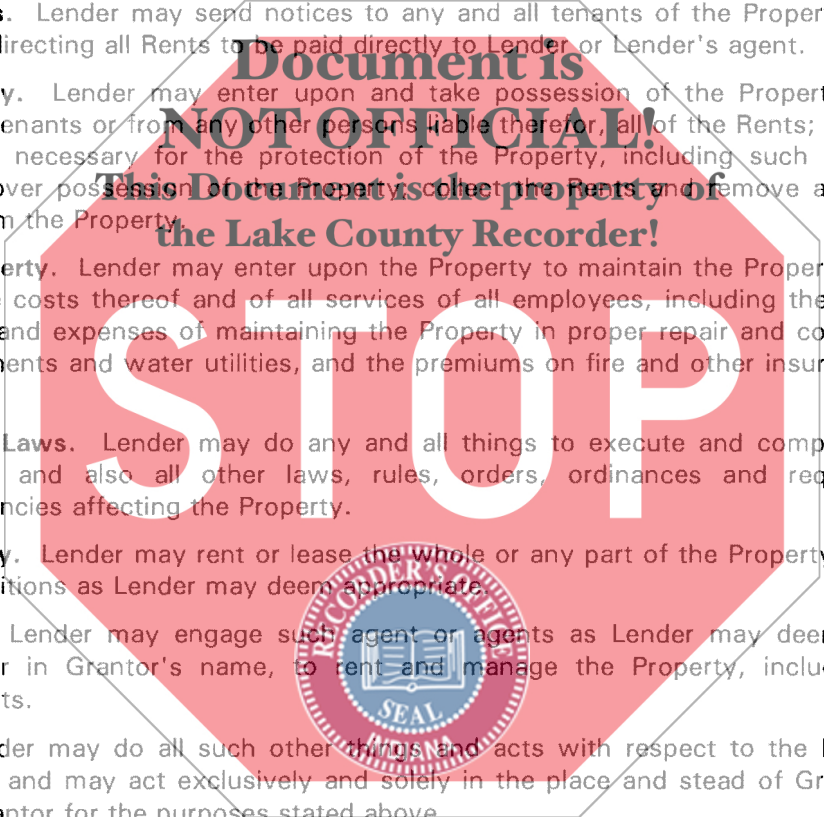 s. Lender may send notices to any and all tenants of the Proper
directing all Rents to be paid directly to Lender or Lender's agent.
Document is
y. Lender may enter upon and take possession of the Propert
NOT OFFICIAL!
enants or from any other persons liable therefor, all of the Rents;
necessary for the protection of the Property, including such
This Document is the property of
over possession of the Property, collect the Rents and remove a
m the Property.
the Lake County Recorder!
erty. Lender may enter upon the Property to maintain the Proper
costs thereof and of all services of all employees, including the
and expenses of maintaining the Property in proper repair and co
ents and water utilities, and the premiums on fire and other insur
STOP
Laws. Lender may do any and all things to execute and comp
and also all other laws, rules, orders, ordinances and req
ncies affecting the Property.
y. Lender may rent or lease the whole or any part of the Property
itions as Lender may deem appropriate.
RECORDER'S OFFICE
Lender may engage such agent or agents as Lender may deem
r in Grantor's name, to rent and manage the Property, inclu
ts.
SEAL
INDIANA
der may do all such other things and acts with respect to the
and may act exclusively and solely in the place and stead of Gr
antor for the purposes stated above.